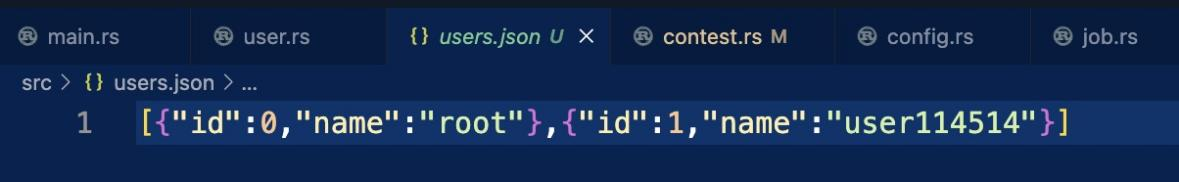 main.rs user.rs {} users.json U × contest.rs M config.rs job.rs
src > {} users.json > ...
1 [{"id":0,"name":"root"},{"id":1,"name":"user114514"}]